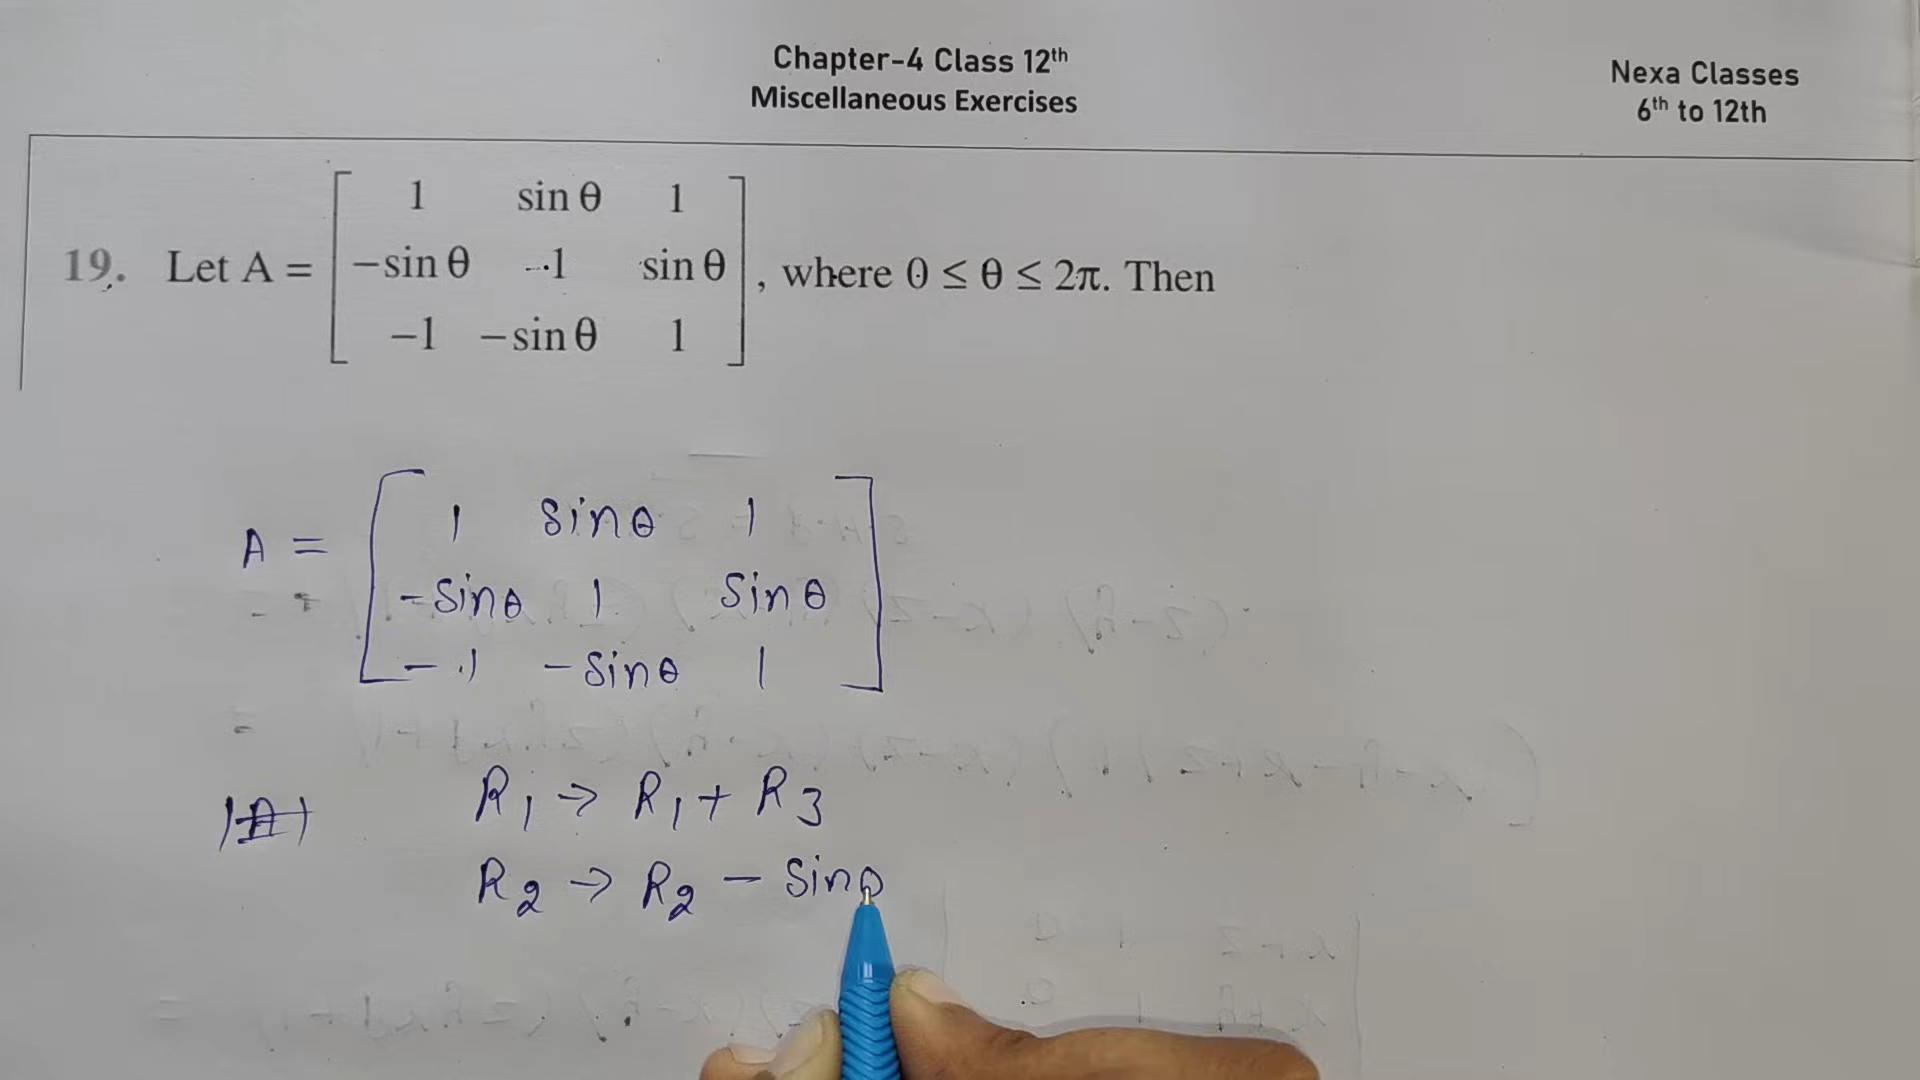 Chapter-4 Class 12th
Miscellaneous Exercises
Nexa Classes
6th to 12th
1 sin θ 1
19. Let A = −sin θ 1 sin θ , where 0 ≤ θ ≤ 2π. Then
−1 − sin θ 1
1 sinθ 1
A = -sinθ 1 sinθ
-1 -sinθ 1
|A| R1 → R1 + R3
R2 → R2 - sinθ